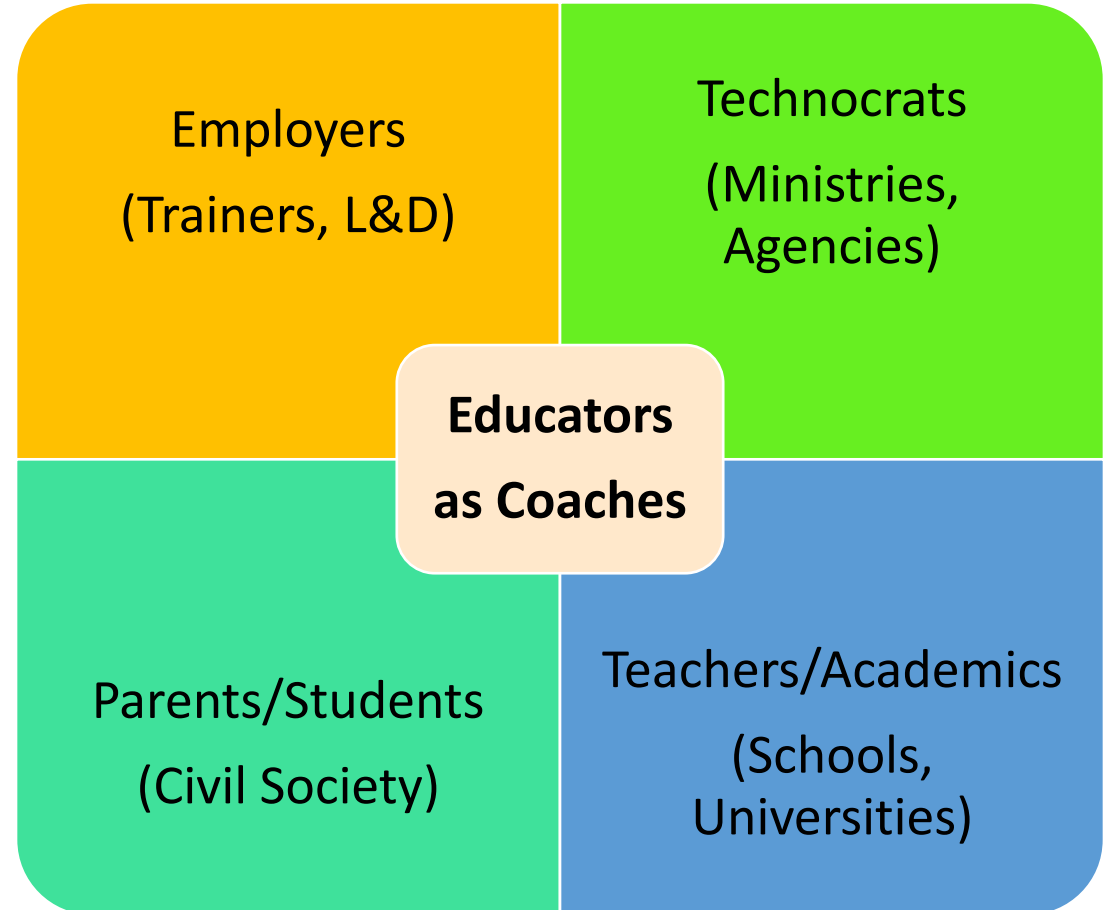 Employers
(Trainers, L&D)
Technocrats
(Ministries,
Agencies)
Educators
as Coaches
Parents/Students
(Civil Society)
Teachers/Academics
(Schools,
Universities)